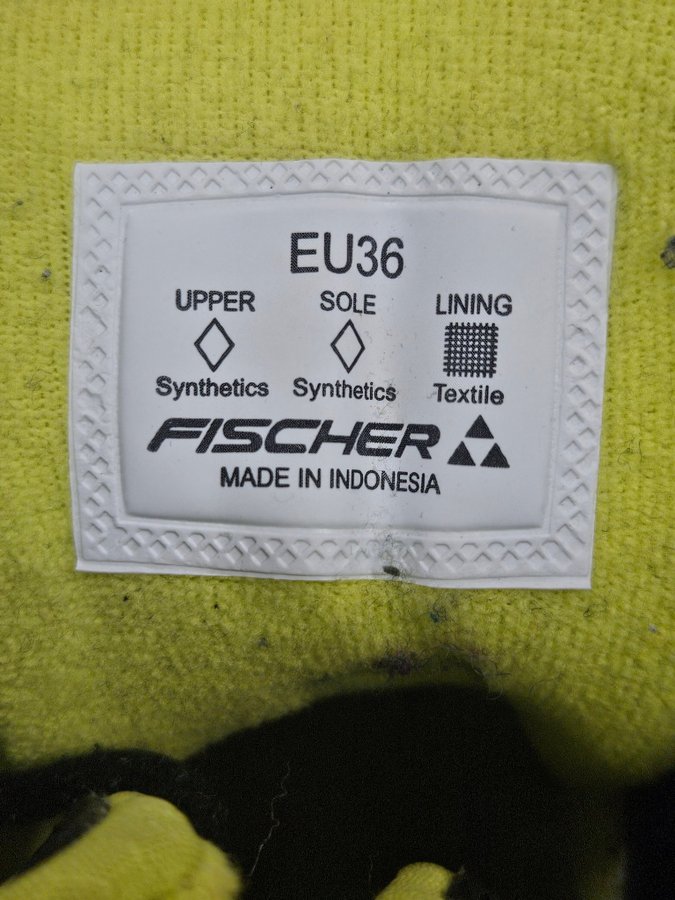 EU36
UPPER SOLE LINING
Synthetics Synthetics Textile
FISCHER
MADE IN INDONESIA